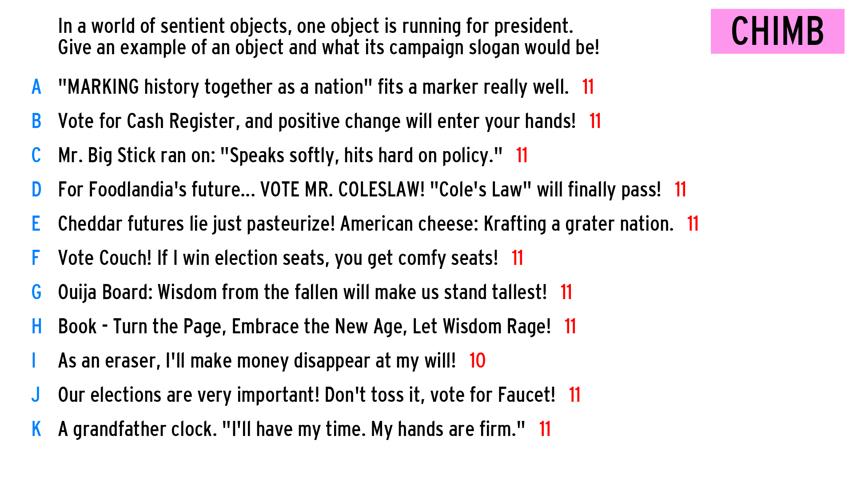 In a world of sentient objects, one object is running for president.
Give an example of an object and what its campaign slogan would be!
CHIMB
A "MARKING history together as a nation" fits a marker really well. 11
B Vote for Cash Register, and positive change will enter your hands! 11
C Mr. Big Stick ran on: "Speaks softly, hits hard on policy." 11
D For Foodlandia's future... VOTE MR. COLESLAW! "Cole's Law" will finally pass! 11
E Cheddar futures lie just pasteurize! American cheese: Krafting a grater nation. 11
F Vote Couch! If I win election seats, you get comfy seats! 11
G Ouija Board: Wisdom from the fallen will make us stand tallest! 11
H Book - Turn the Page, Embrace the New Age, Let Wisdom Rage! 11
I As an eraser, I'll make money disappear at my will! 10
J Our elections are very important! Don't toss it, vote for Faucet! 11
K A grandfather clock. "I'll have my time. My hands are firm." 11